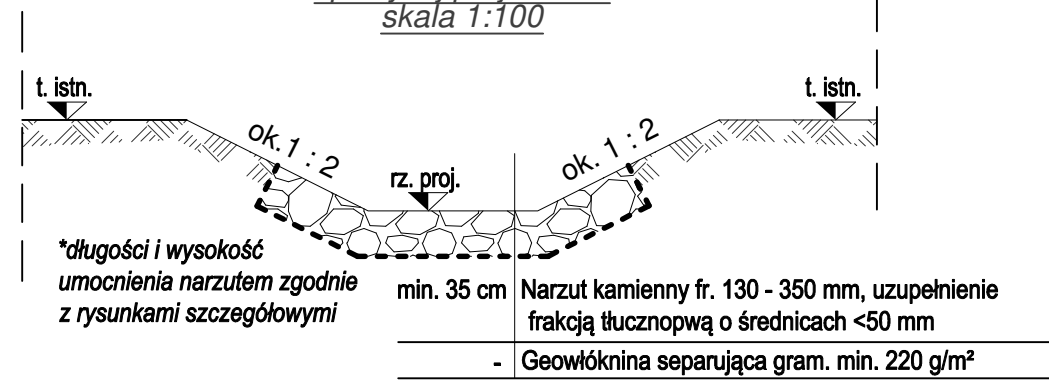 skala 1:100
t. istn.
t. istn.
ok.1 : 2
ok. 1 : 2
rz. proj.
*długości i wysokość
umocnienia narzutem zgodnie
z rysunkami szczegółowymi
min. 35 cm
Narzut kamienny fr. 130 - 350 mm, uzupełnienie
frakcją tłucznopwą o średnicach <50 mm
-
Geowłóknina separująca gram. min. 220 g/m²